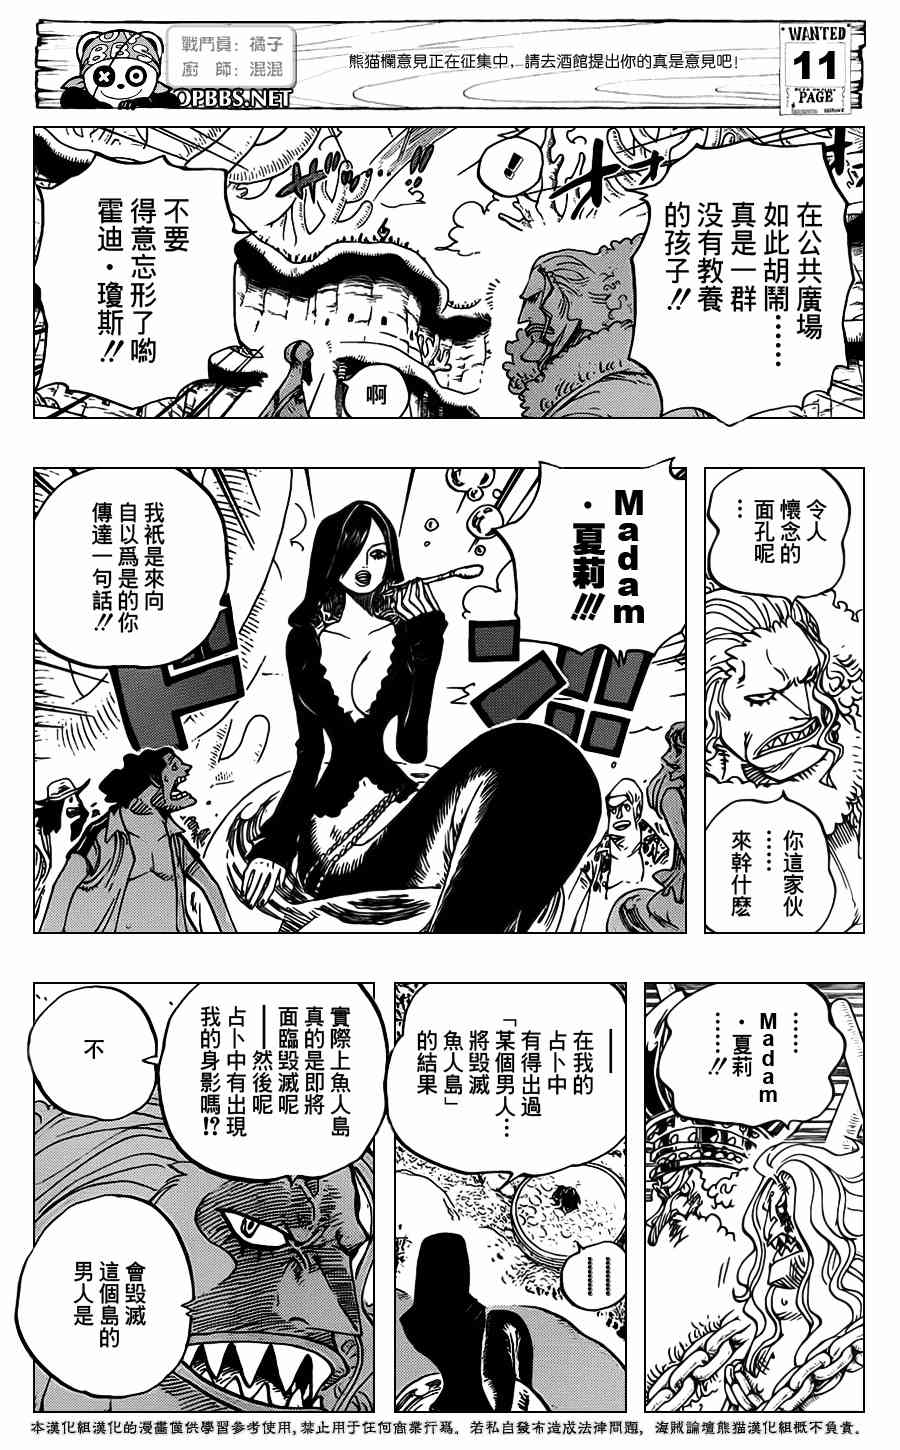 戰鬥員：橘子
廚　師：混混
OPBBS.NET
熊猫欄意見正在征集中，請去酒館提出你的真是意見吧！
WANTED
11
PAGE
在公共廣場
如此胡鬧……
真是一群
没有教養
的孩子!!
!
不要
得意忘形了喲
霍迪·瓊斯!!
啊
令人
懷念的
面孔呢
…
你這家伙
……
來幹什麼
Madam
·夏莉!!!
我衹是來向
自以爲是的你
傳達一句話!!
……
Madam
·夏莉
……!!
——
在我的
占卜中
有得出過
「某個男人…
將毀滅
魚人島」
的結果
………
………
實際上魚人島
真的是即將
面臨毀滅呢
——然後呢
占卜中有出現
我的身影嗎!?
不
會毀滅
這個島的
男人是
本漢化組漢化的漫畫僅供學習參考使用,禁止用于任何商業行爲。若私自發布造成法律問題，海賊論壇熊猫漢化組概不負責。